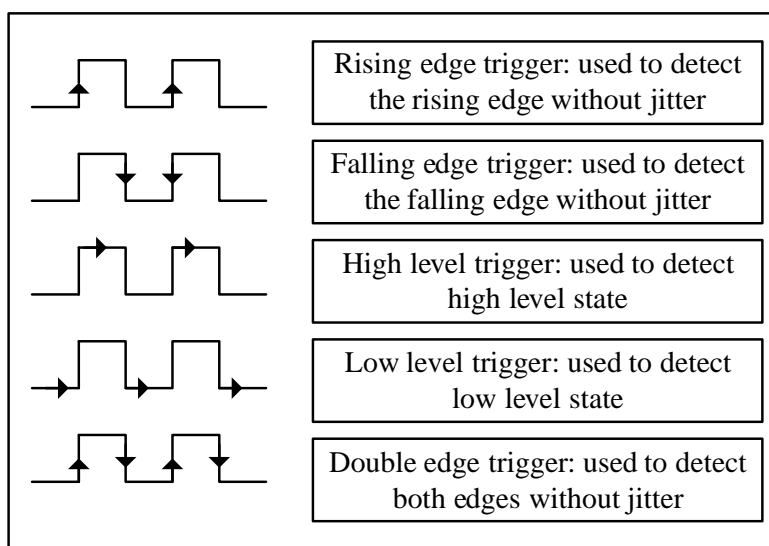 Rising edge trigger: used to detect
the rising edge without jitter
Falling edge trigger: used to detect
the falling edge without jitter
High level trigger: used to detect
high level state
Low level trigger: used to detect
low level state
Double edge trigger: used to detect
both edges without jitter